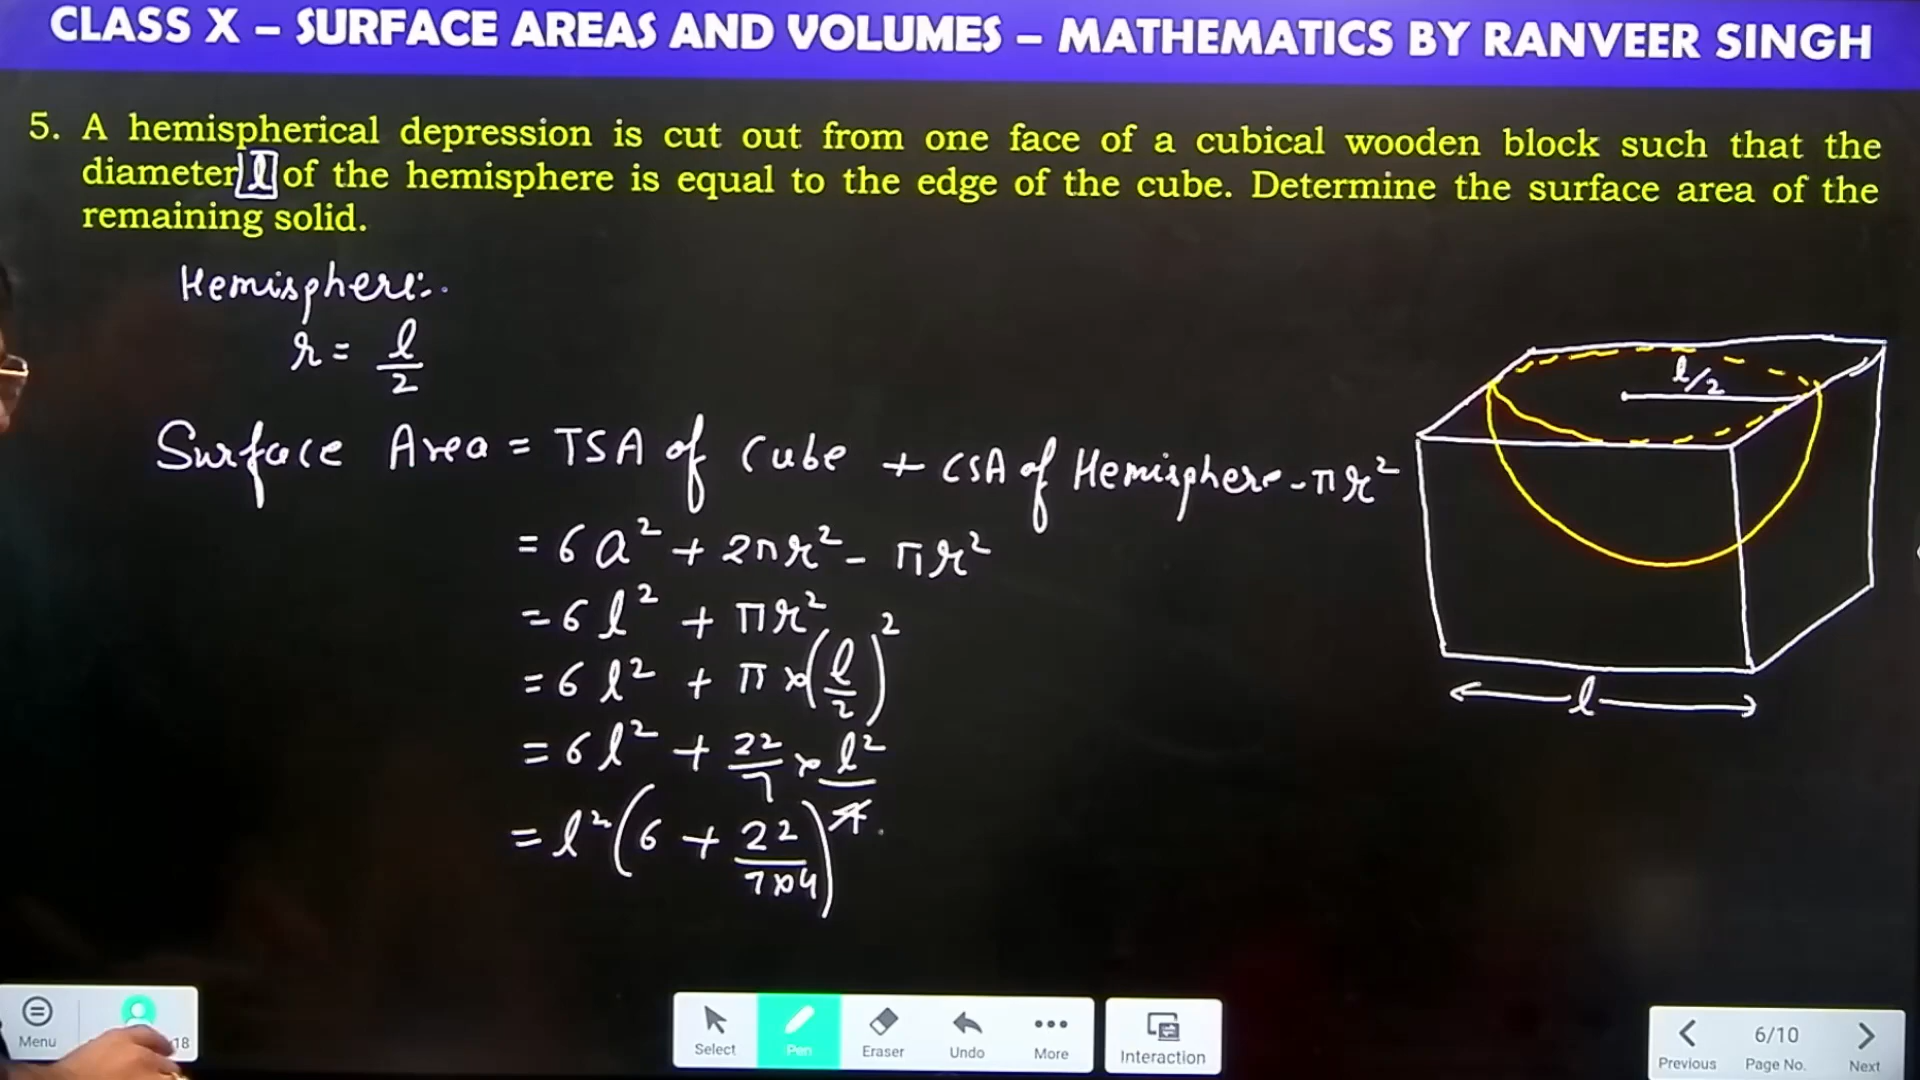 CLASS X – SURFACE AREAS AND VOLUMES – MATHEMATICS BY RANVEER SINGH
5. A hemispherical depression is cut out from one face of a cubical wooden block such that the
diameter l of the hemisphere is equal to the edge of the cube. Determine the surface area of the
remaining solid.
Hemisphere:.
r = l/2
Surface Area = TSA of Cube + CSA of Hemisphere - πr²
= 6a² + 2πr² - πr²
= 6l² + πr²
= 6l² + π × (l/2)²
= 6l² + 22/7 × l²/4
= l² (6 + 22/7×4)
l/2
l
Menu
18
Select
Pen
Eraser
Undo
More
Interaction
Previous
6/10
Page No.
Next